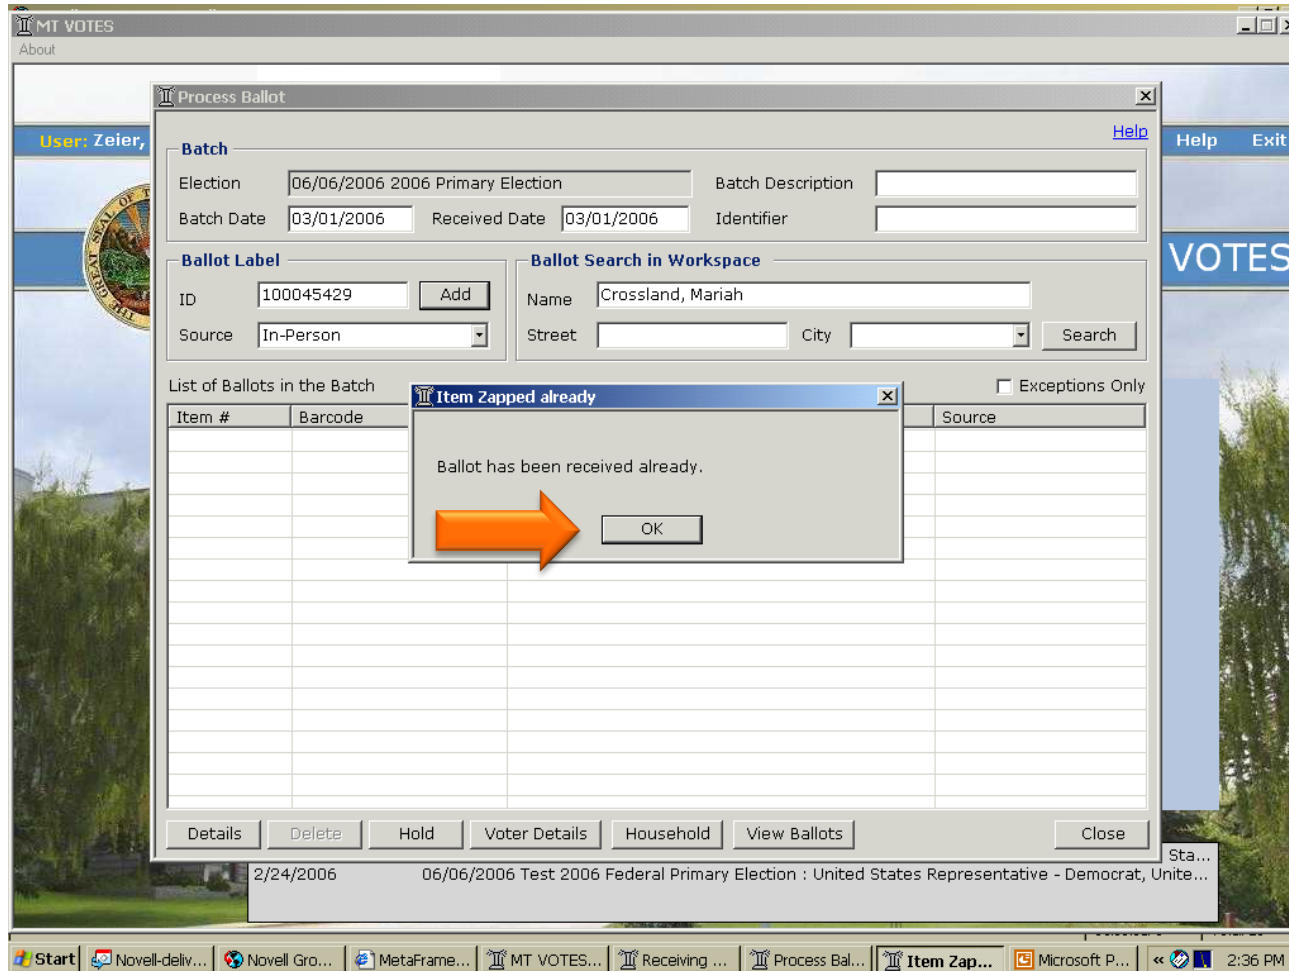 MT VOTES
About
Process Ballot
Help
User: Zeier,
Help Exit
Batch
Election 06/06/2006 2006 Primary Election Batch Description
Batch Date 03/01/2006 Received Date 03/01/2006 Identifier
VOTES
Ballot Label Ballot Search in Workspace
ID 100045429 Add Name Crossland, Mariah
Source In-Person Street City Search
List of Ballots in the Batch Exceptions Only
Item Zapped already
Item # Barcode Source
Ballot has been received already.
OK
Details Delete Hold Voter Details Household View Ballots Close
Sta...
2/24/2006 06/06/2006 Test 2006 Federal Primary Election : United States Representative - Democrat, Unite...
Start Novell-deliv... Novell Gro... MetaFrame... MT VOTES... Receiving ... Process Bal... Item Zap... Microsoft P... « 2:36 PM